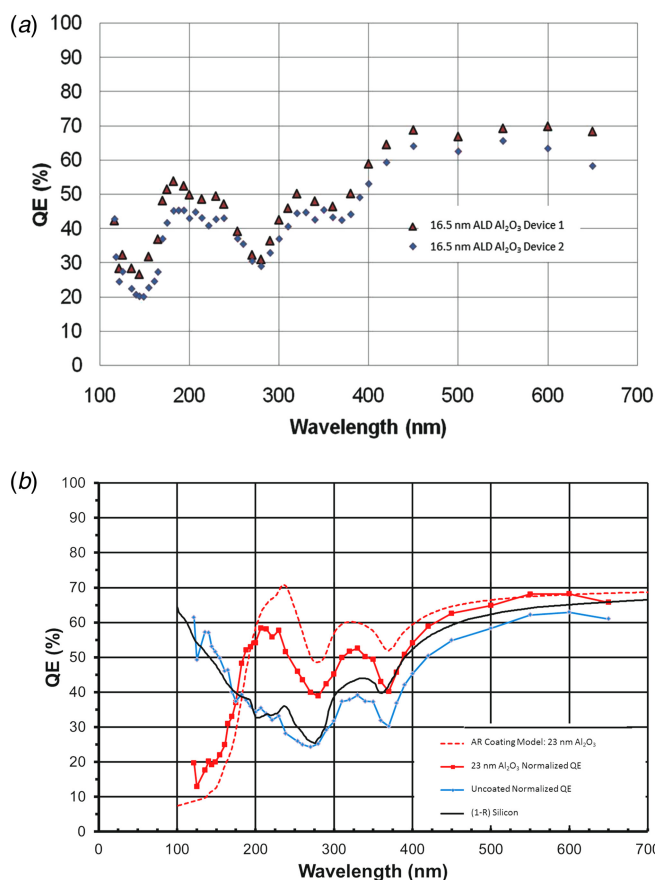 (a)
100
90
80
70
60
50
40
30
20
10
0
QE (%)
16.5 nm ALD Al₂O₃ Device 1
16.5 nm ALD Al₂O₃ Device 2
100 200 300 400 500 600 700
Wavelength (nm)
(b)
100
90
80
70
60
50
40
30
20
10
0
QE (%)
AR Coating Model: 23 nm Al₂O₃
23 nm Al₂O₃ Normalized QE
Uncoated Normalized QE
(1-R) Silicon
0 100 200 300 400 500 600 700
Wavelength (nm)